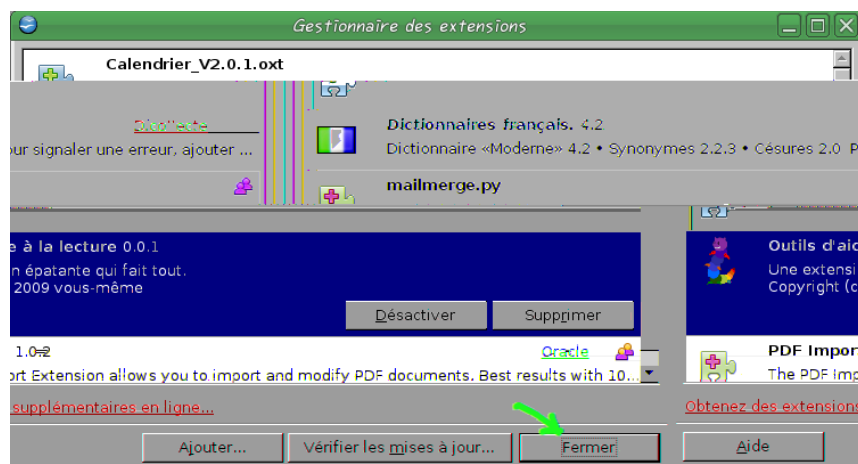 Gestionnaire des extensions
Calendrier_V2.0.1.oxt
Dictionnaires français. 4.2
our signaler une erreur, ajouter ... Dictionnaire «Moderne» 4.2 • Synonymes 2.2.3 • Césures 2.0 P
mailmerge.py
e à la lecture 0.0.1 Outils d'aid
n épatante qui fait tout. Une extensi
2009 vous-même Copyright (c
Désactiver Supprimer
1.0.2 Oracle PDF Impor
ort Extension allows you to import and modify PDF documents. Best results with 10... The PDF Imp
supplémentaires en ligne... Obtenez des extensions
Ajouter... Vérifier les mises à jour... Fermer Aide